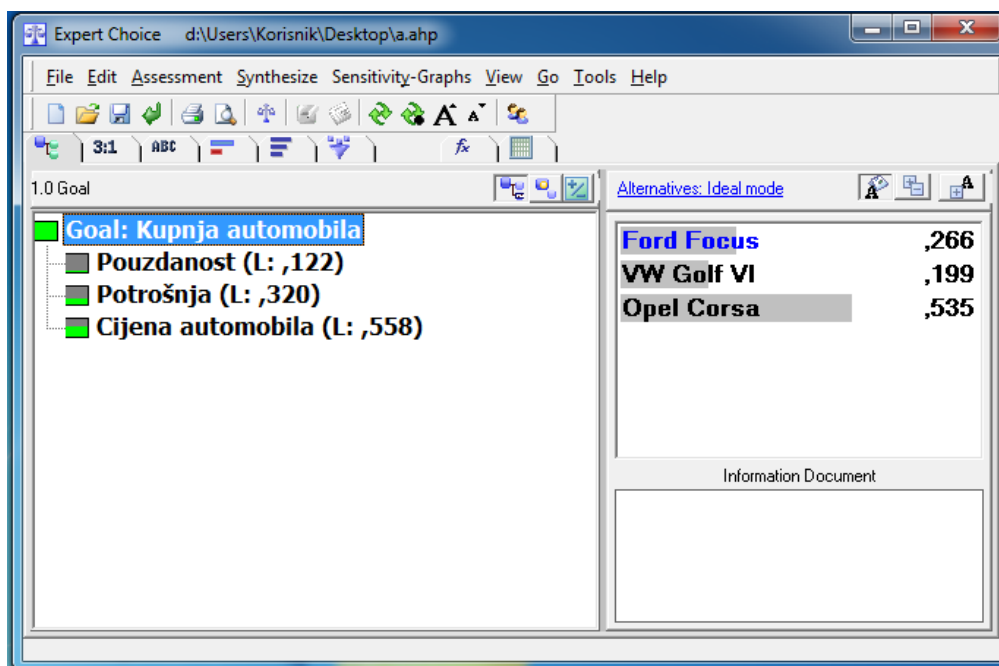 Expert Choice d:\Users\Korisnik\Desktop\a.ahp
File Edit Assessment Synthesize Sensitivity-Graphs View Go Tools Help
A A
3:1 ABC fx
1.0 Goal
Goal: Kupnja automobila
Pouzdanost (L: ,122)
Potrošnja (L: ,320)
Cijena automobila (L: ,558)
Alternatives: Ideal mode A A
Ford Focus ,266
VW Golf VI ,199
Opel Corsa ,535
Information Document